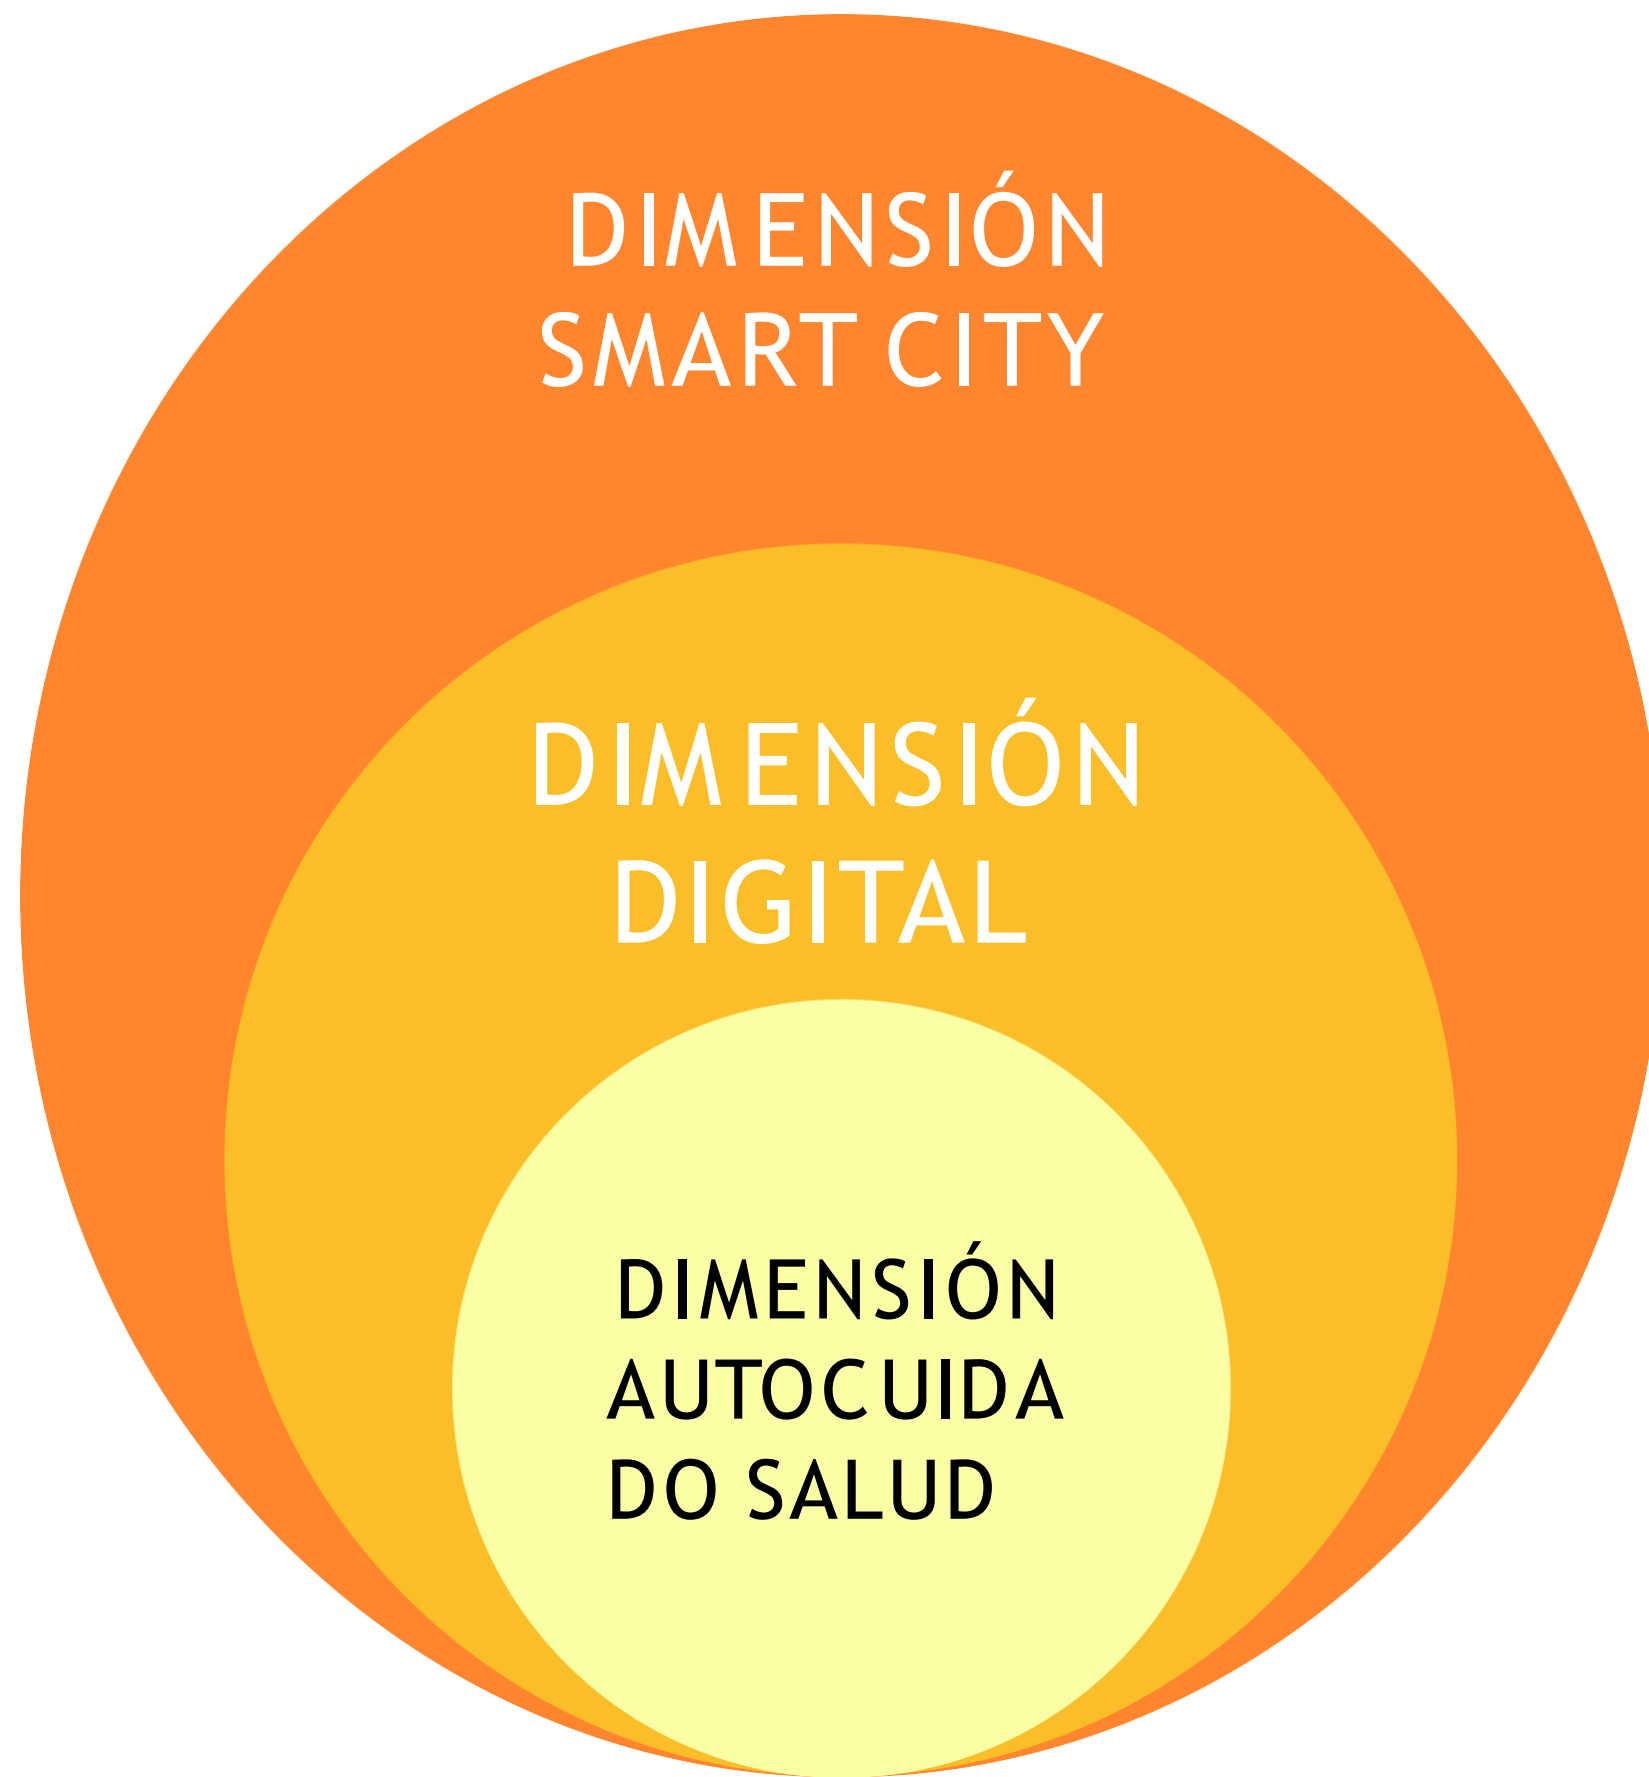 DIMENSIÓN
SMART CITY
DIMENSIÓN
DIGITAL
DIMENSIÓN
AUTOCUIDA
DO SALUD